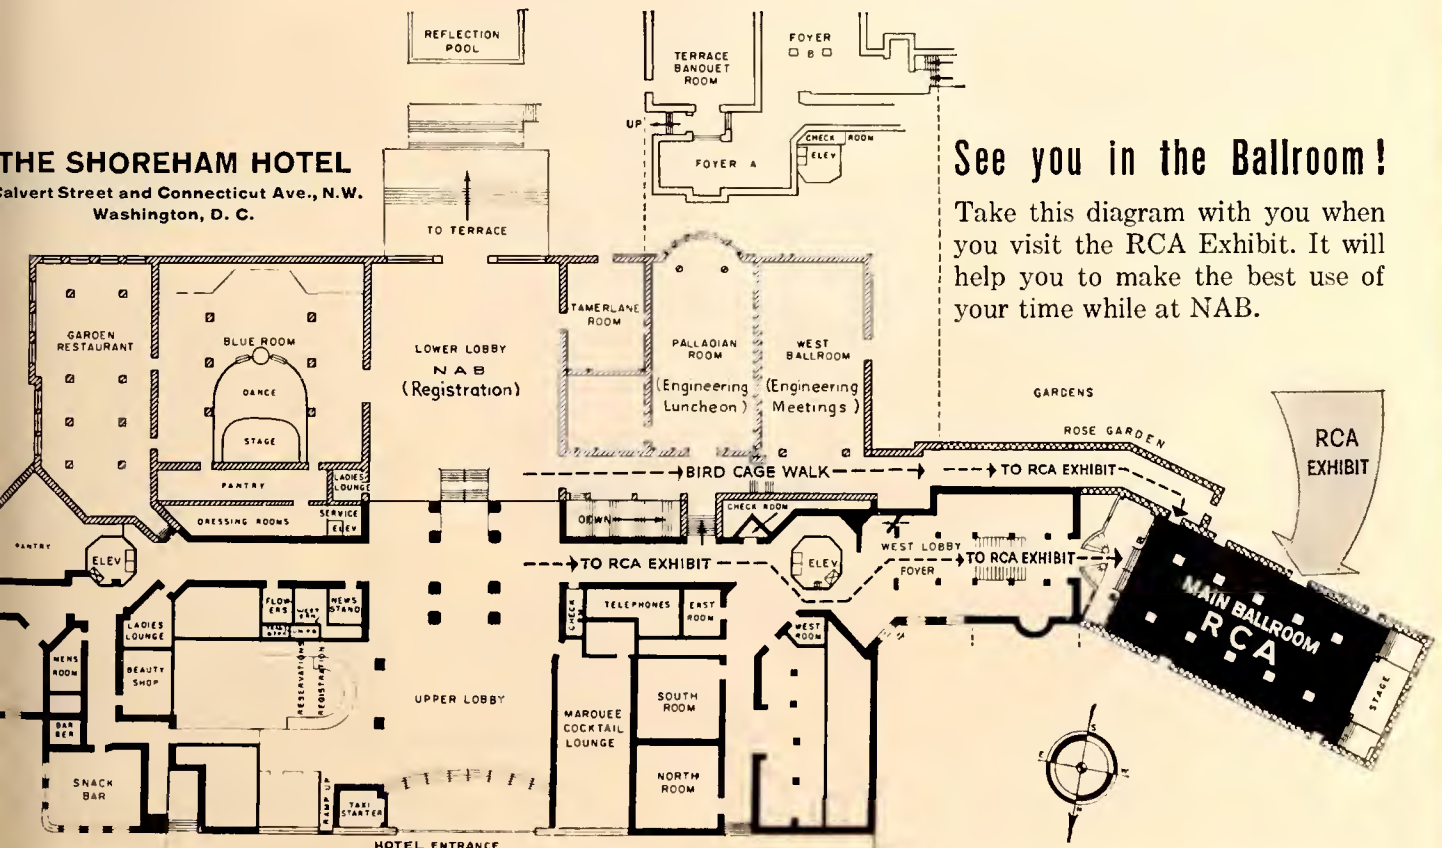 REFLECTION
POOL
TERRACE
BANQUET
ROOM
FOYER
B
UP
CHECK ROOM
ELEV
FOYER A
THE SHOREHAM HOTEL
Calvert Street and Connecticut Ave., N.W.
Washington, D. C.
See you in the Ballroom!
Take this diagram with you when
you visit the RCA Exhibit. It will
help you to make the best use of
your time while at NAB.
TO TERRACE
GARDEN
RESTAURANT
BLUE ROOM
DANCE
STAGE
LOWER LOBBY
NAB
(Registration)
TAMERLANE
ROOM
PALLADIAN
ROOM
(Engineering
Luncheon)
WEST
BALLROOM
(Engineering
Meetings)
GARDENS
ROSE GARDEN
RCA
EXHIBIT
PANTRY
LADIES
LOUNGE
BIRD CAGE WALK
TO RCA EXHIBIT
DRESSING ROOMS
SERVICE
ELEV
DOWN
CHECK ROOM
PANTRY
ELEV
TO RCA EXHIBIT
ELEV
WEST LOBBY
FOYER
TO RCA EXHIBIT
MAIN BALLROOM
RCA
STAGE
FLOW-
ERS
NEWS
STAND
LADIES
LOUNGE
CHECK
RM
TELEPHONES
EAST
ROOM
WEST
ROOM
MENS
ROOM
BEAUTY
SHOP
RESERVATIONS
REGISTRATION
UPPER LOBBY
MARQUEE
COCKTAIL
LOUNGE
SOUTH
ROOM
BAR
BER
SNACK
BAR
RAMP UP
TAXI
STARTER
NORTH
ROOM
S
E
W
N
HOTEL ENTRANCE